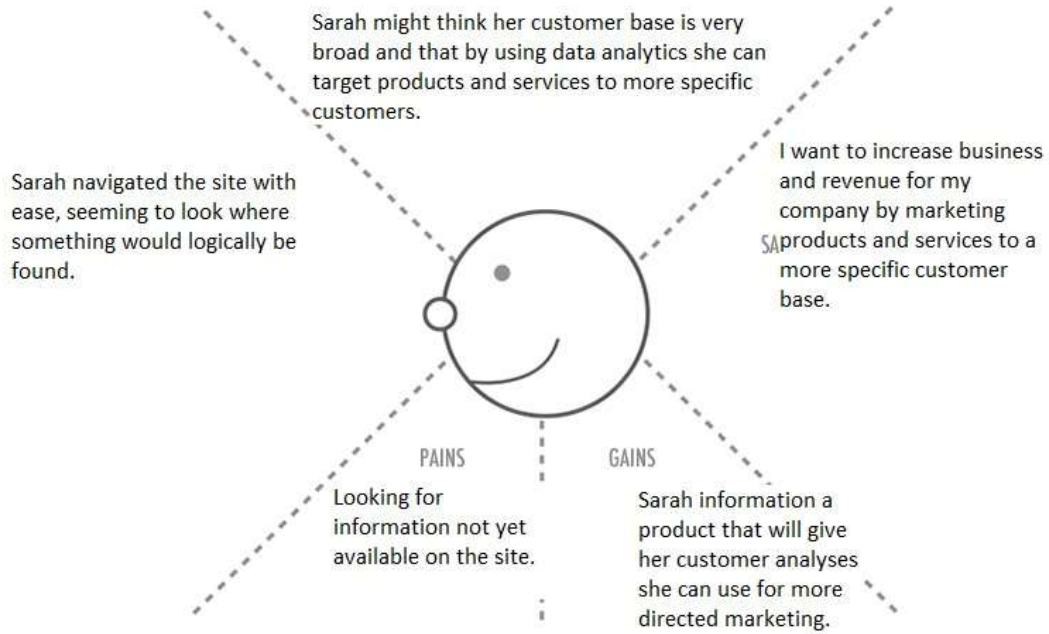 Sarah might think her customer base is very
broad and that by using data analytics she can
target products and services to more specific
customers.
Sarah navigated the site with
ease, seeming to look where
something would logically be
found.
I want to increase business
and revenue for my
company by marketing
SA
products and services to a
more specific customer
base.
PAINS
Looking for
information not yet
available on the site.
GAINS
Sarah information a
product that will give
her customer analyses
she can use for more
directed marketing.